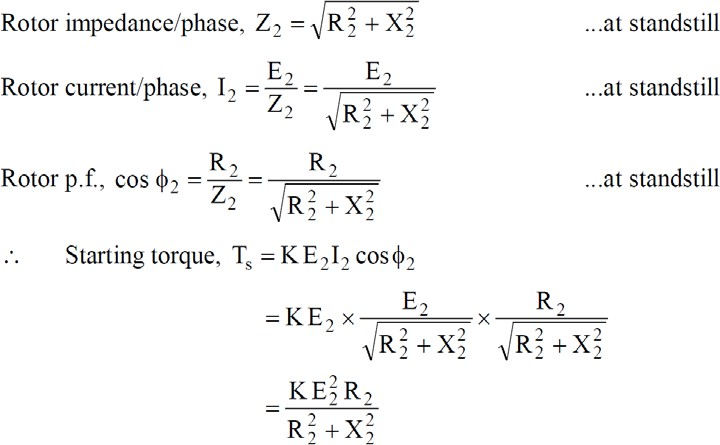 Rotor impedance/phase, Z₂ = √(R₂² + X₂²) ...at standstill
Rotor current/phase, I₂ = E₂/Z₂ = E₂/√(R₂² + X₂²) ...at standstill
Rotor p.f., cos ϕ₂ = R₂/Z₂ = R₂/√(R₂² + X₂²) ...at standstill
∴ Starting torque, Tₛ = K E₂ I₂ cos ϕ₂
= K E₂ × E₂/√(R₂² + X₂²) × R₂/√(R₂² + X₂²)
= K E₂² R₂/(R₂² + X₂²)